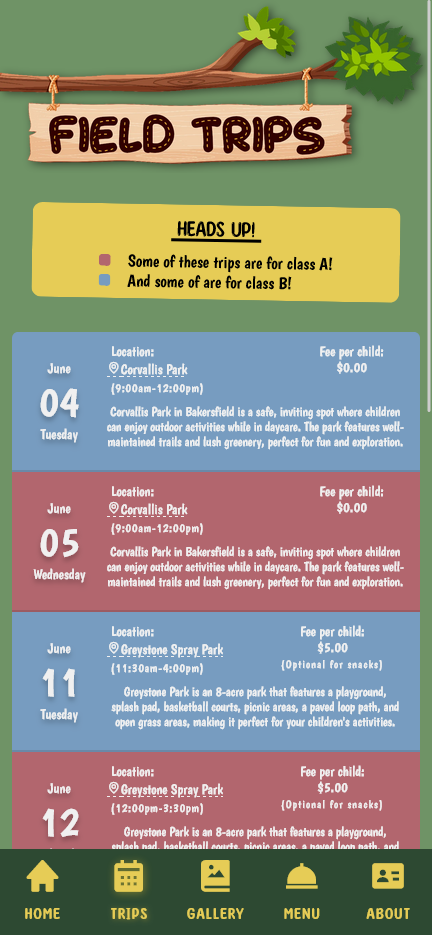 FIELD TRIPS
HEADS UP!
Some of these trips are for class A!
And some of are for class B!
June
04
Tuesday
Location:
Corvallis Park
(9:00am-12:00pm)
Fee per child:
$0.00
Corvallis Park in Bakersfield is a safe, inviting spot where children
can enjoy outdoor activities while in daycare. The park features well-
maintained trails and lush greenery, perfect for fun and exploration.
June
05
Wednesday
Location:
Corvallis Park
(9:00am-12:00pm)
Fee per child:
$0.00
Corvallis Park in Bakersfield is a safe, inviting spot where children
can enjoy outdoor activities while in daycare. The park features well-
maintained trails and lush greenery, perfect for fun and exploration.
June
11
Tuesday
Location:
Greystone Spray Park
(11:30am-4:00pm)
Fee per child:
$5.00
(Optional for snacks)
Greystone Park is an 8-acre park that features a playground,
splash pad, basketball courts, picnic areas, a paved loop path, and
open grass areas, making it perfect for your children's activities.
June
12
Location:
Greystone Spray Park
(12:00pm-3:30pm)
Fee per child:
$5.00
(Optional for snacks)
Greystone Park is an 8-acre park that features a playground,
splash pad, basketball courts, picnic areas, a paved loop path, and
HOME
TRIPS
GALLERY
MENU
ABOUT